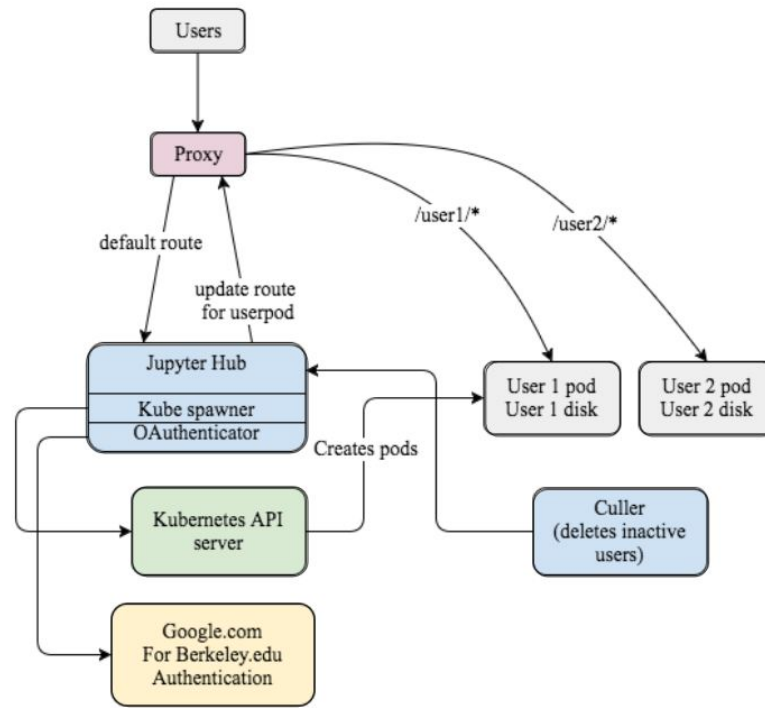 Users
Proxy
/user1/*
/user2/*
default route
update route
for userpod
Jupyter Hub
Kube spawner
OAuthenticator
User 1 pod
User 1 disk
User 2 pod
User 2 disk
Creates pods
Kubernetes API
server
Culler
(deletes inactive
users)
Google.com
For Berkeley.edu
Authentication